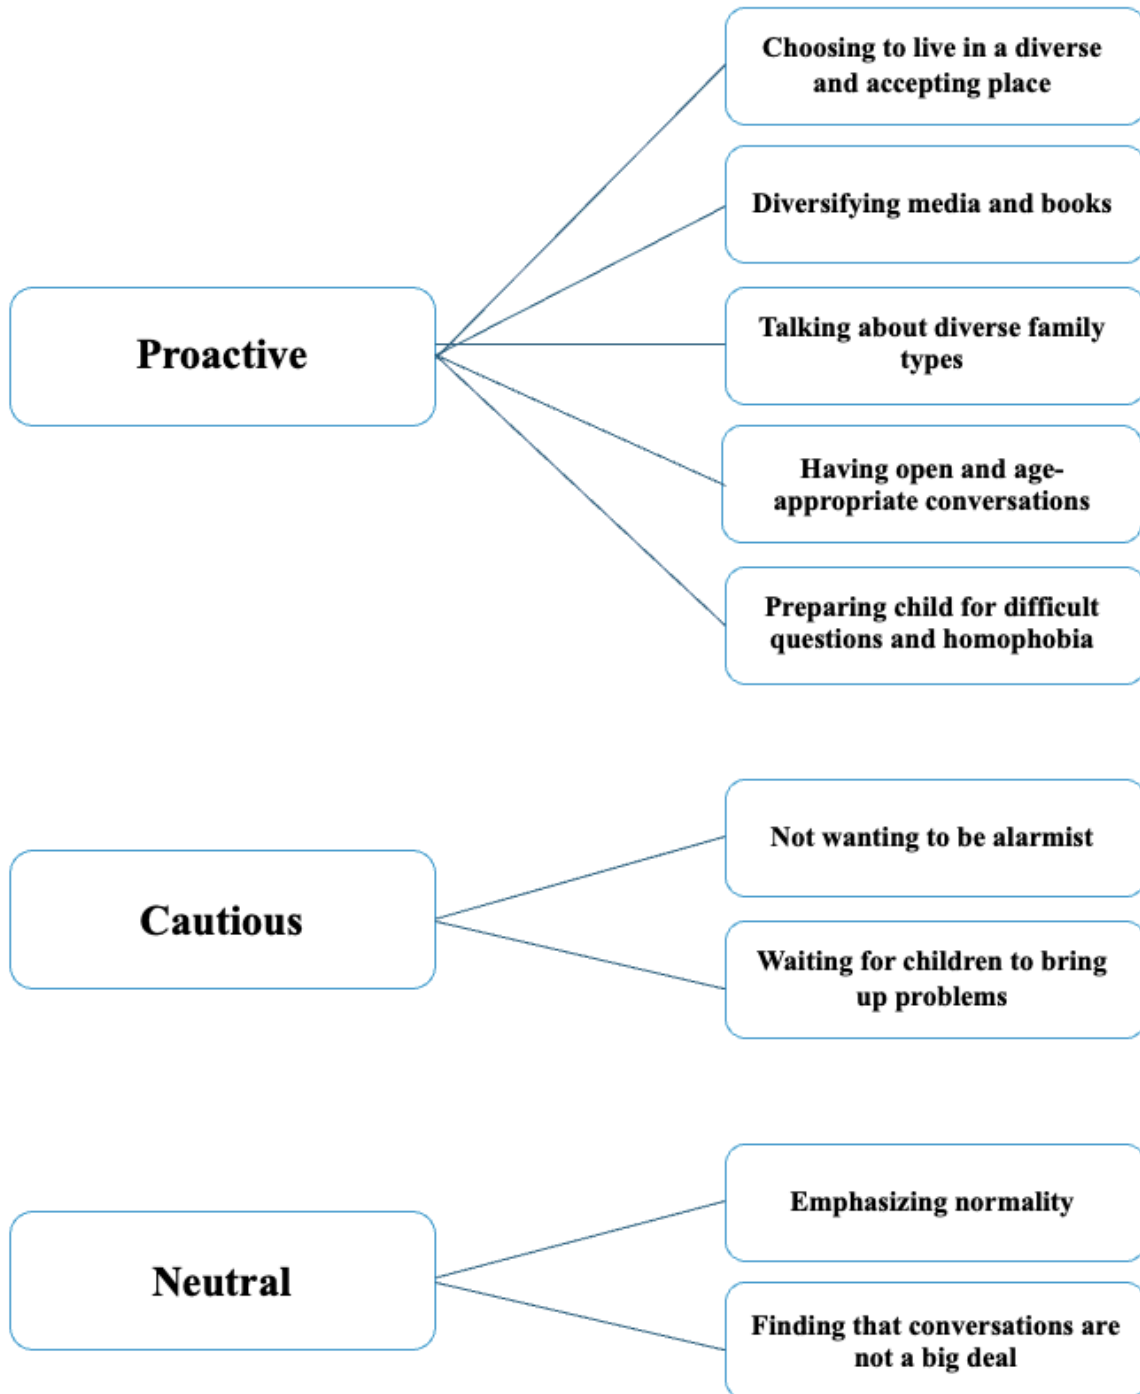 Choosing to live in a diverse
and accepting place
Diversifying media and books
Proactive
Talking about diverse family
types
Having open and age-
appropriate conversations
Preparing child for difficult
questions and homophobia
Cautious
Not wanting to be alarmist
Waiting for children to bring
up problems
Neutral
Emphasizing normality
Finding that conversations are
not a big deal